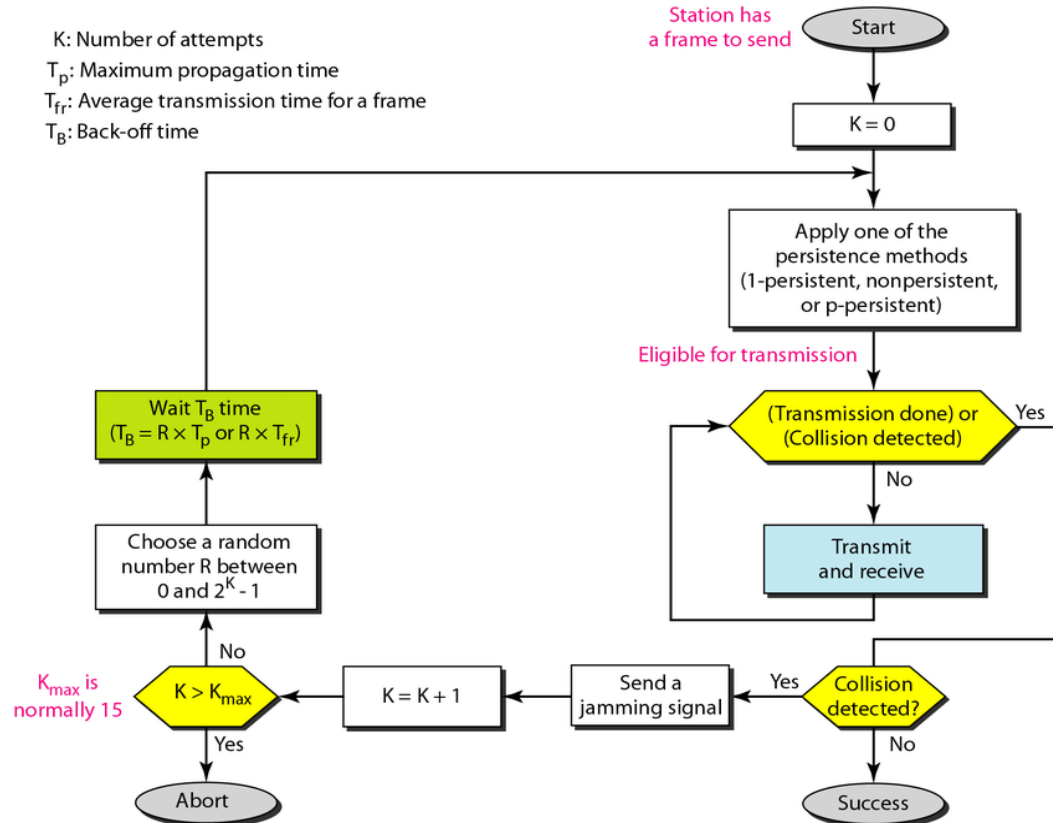 K: Number of attempts
Tp: Maximum propagation time
Tfr: Average transmission time for a frame
TB: Back-off time
Station has
a frame to send
Start
K = 0
Apply one of the
persistence methods
(1-persistent, nonpersistent,
or p-persistent)
Eligible for transmission
(Transmission done) or
(Collision detected)
Yes
No
Transmit
and receive
Wait TB time
(TB = R × Tp or R × Tfr)
Choose a random
number R between
0 and 2^K - 1
No
Kmax is
normally 15
K > Kmax
Yes
Abort
K = K + 1
Send a
jamming signal
Yes
Collision
detected?
No
Success